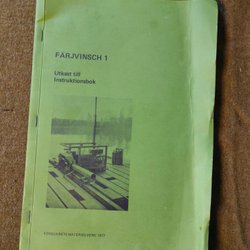 FÄRJVINSCH 1
Utkast till
Instruktionsbok
FÖRSVARETS MATERIELVERK 1977